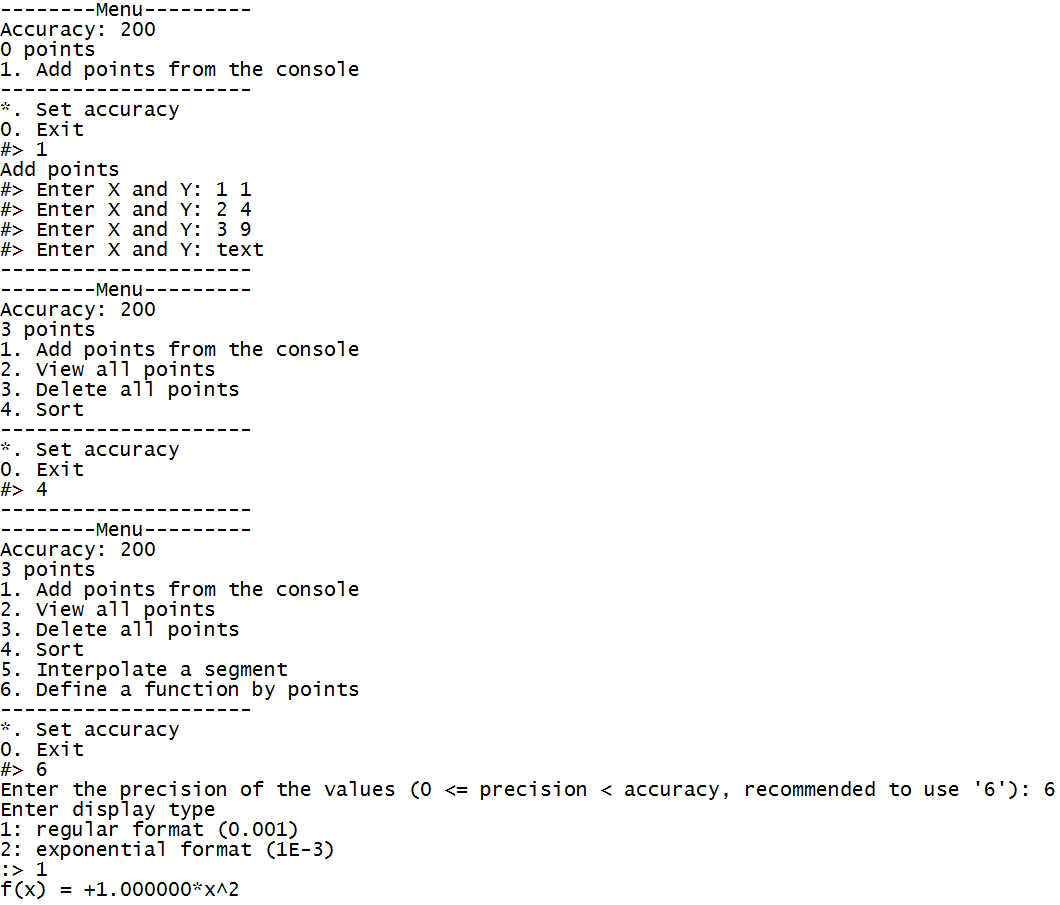 --------Menu---------
Accuracy: 200
0 points
1. Add points from the console
---------------------
*. Set accuracy
0. Exit
#> 1
Add points
#> Enter X and Y: 1 1
#> Enter X and Y: 2 4
#> Enter X and Y: 3 9
#> Enter X and Y: text
---------------------
--------Menu---------
Accuracy: 200
3 points
1. Add points from the console
2. View all points
3. Delete all points
4. Sort
---------------------
*. Set accuracy
0. Exit
#> 4
---------------------
--------Menu---------
Accuracy: 200
3 points
1. Add points from the console
2. View all points
3. Delete all points
4. Sort
5. Interpolate a segment
6. Define a function by points
---------------------
*. Set accuracy
0. Exit
#> 6
Enter the precision of the values (0 <= precision < accuracy, recommended to use '6'): 6
Enter display type
1: regular format (0.001)
2: exponential format (1E-3)
:> 1
f(x) = +1.000000*x^2